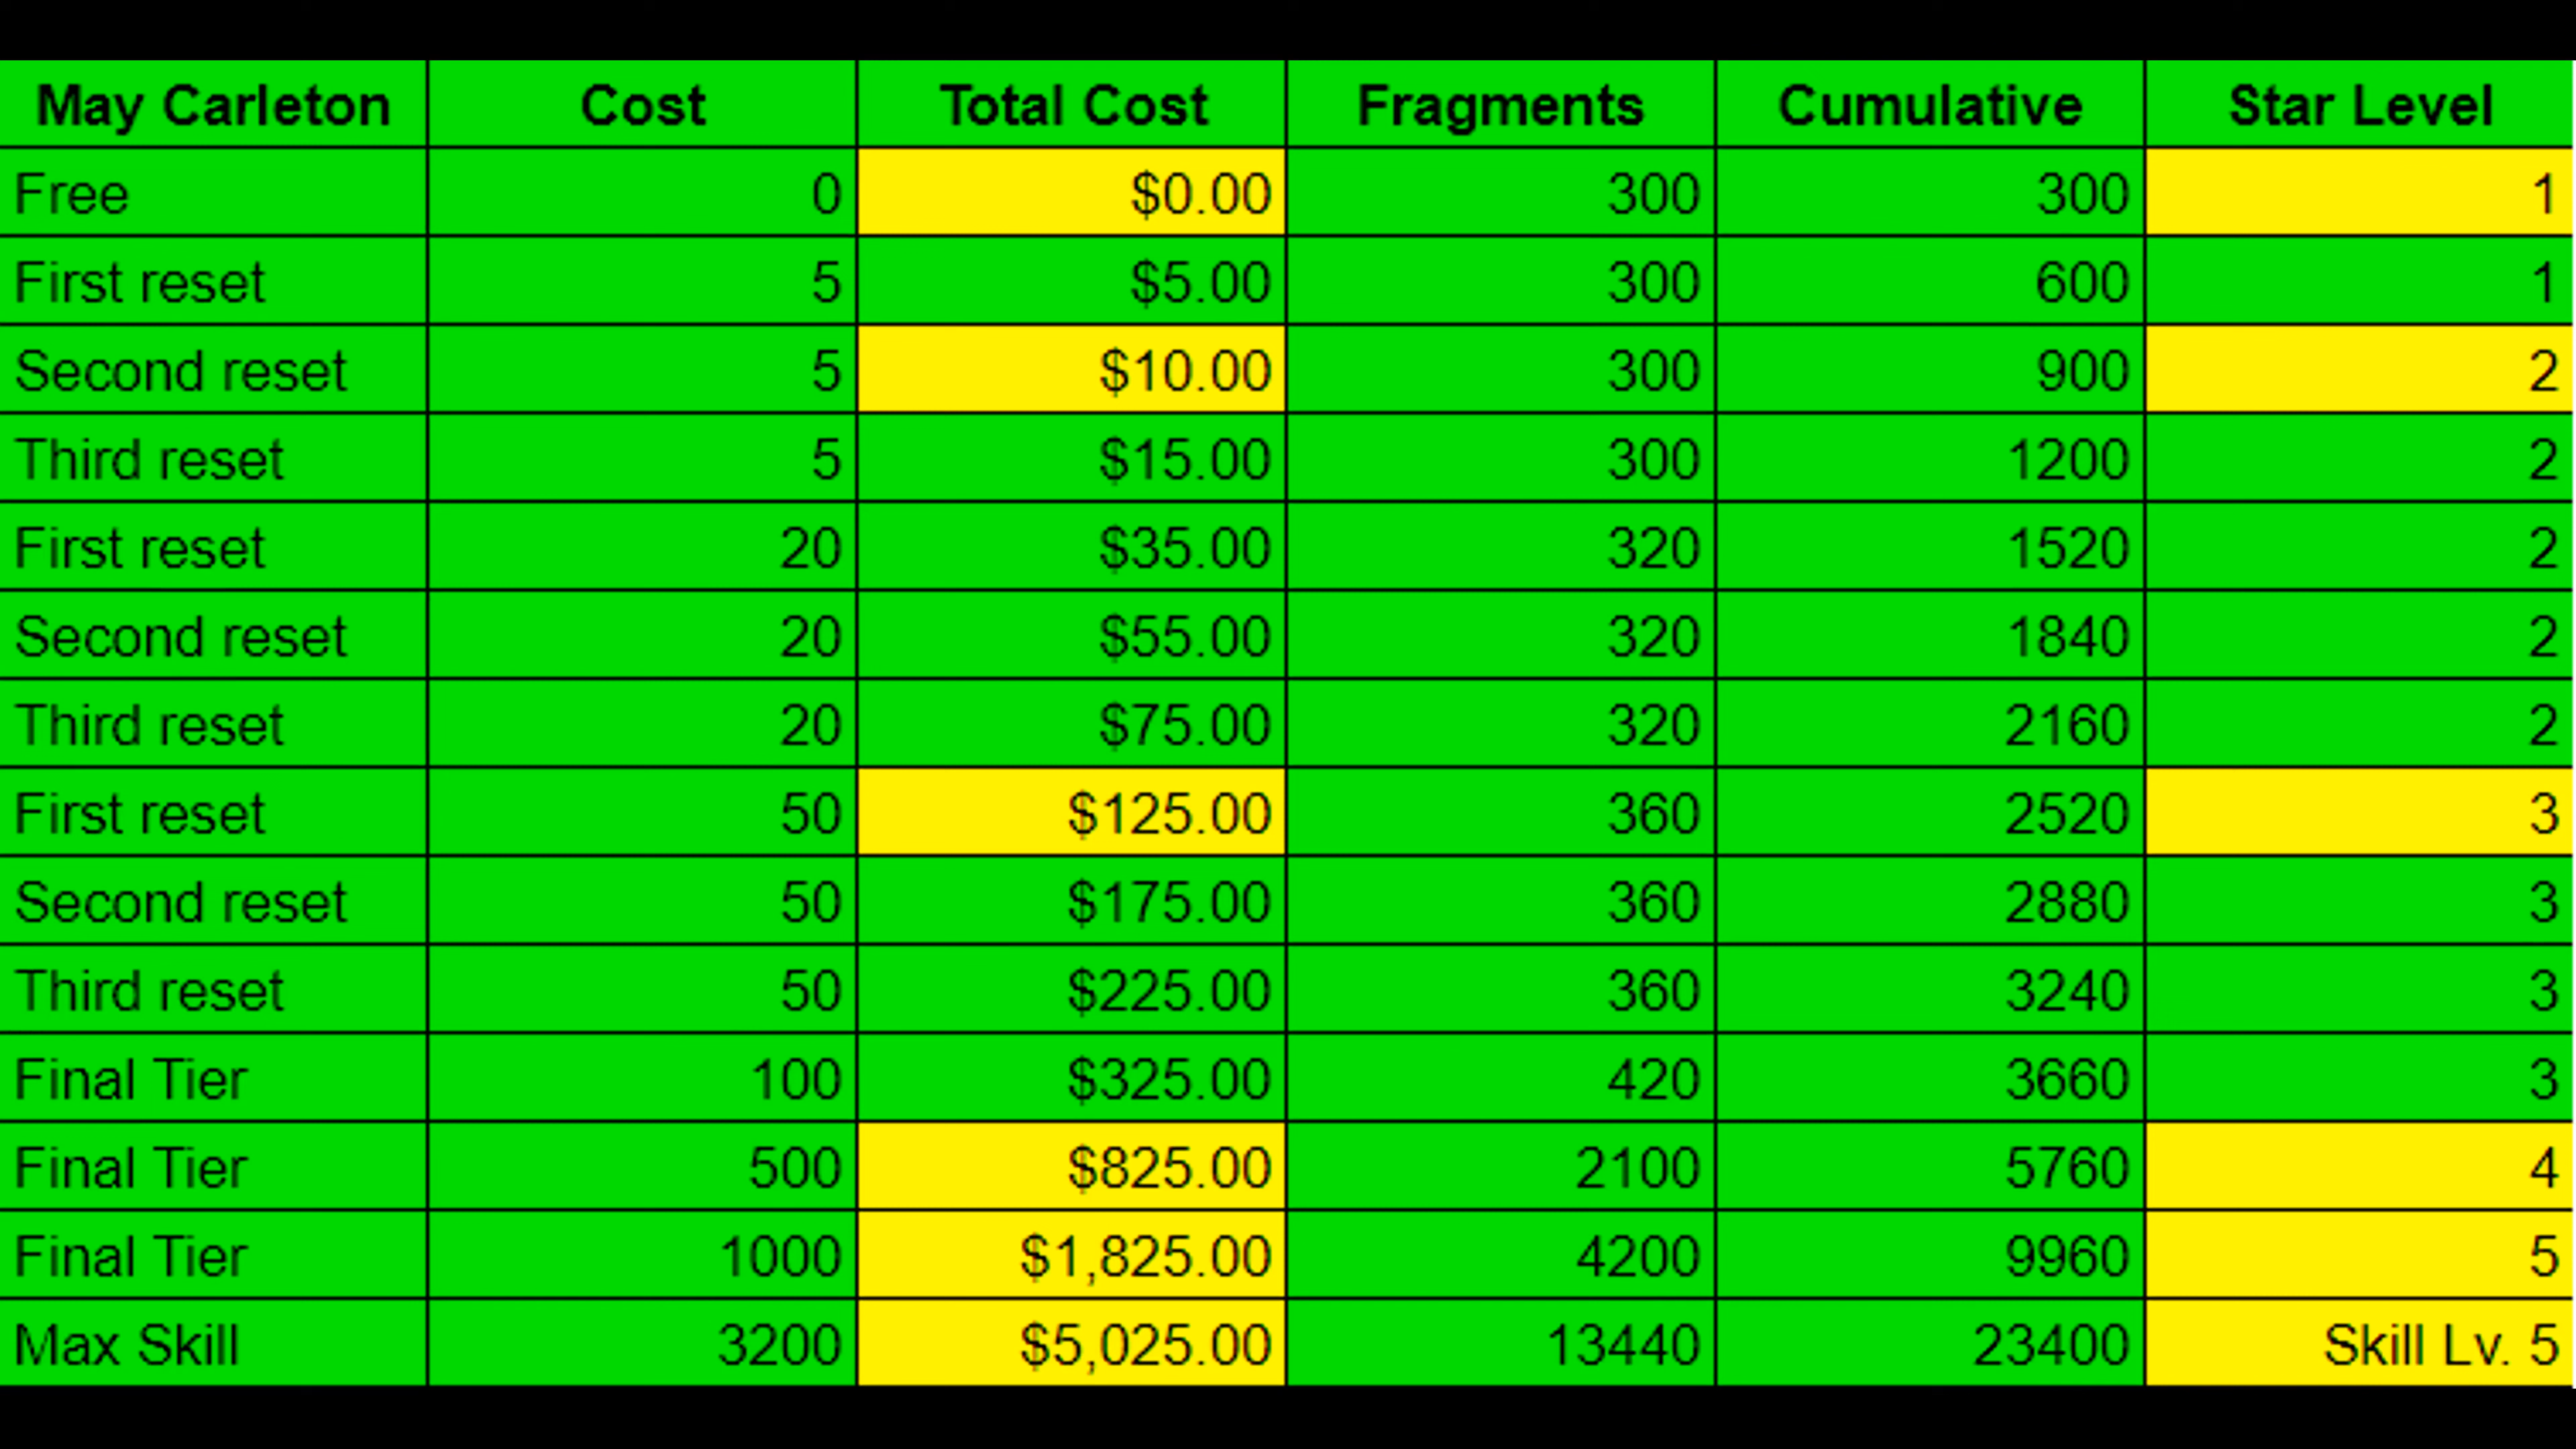 May Carleton Cost Total Cost Fragments Cumulative Star Level
Free 0 $0.00 300 300 1
First reset 5 $5.00 300 600 1
Second reset 5 $10.00 300 900 2
Third reset 5 $15.00 300 1200 2
First reset 20 $35.00 320 1520 2
Second reset 20 $55.00 320 1840 2
Third reset 20 $75.00 320 2160 2
First reset 50 $125.00 360 2520 3
Second reset 50 $175.00 360 2880 3
Third reset 50 $225.00 360 3240 3
Final Tier 100 $325.00 420 3660 3
Final Tier 500 $825.00 2100 5760 4
Final Tier 1000 $1,825.00 4200 9960 5
Max Skill 3200 $5,025.00 13440 23400 Skill Lv. 5